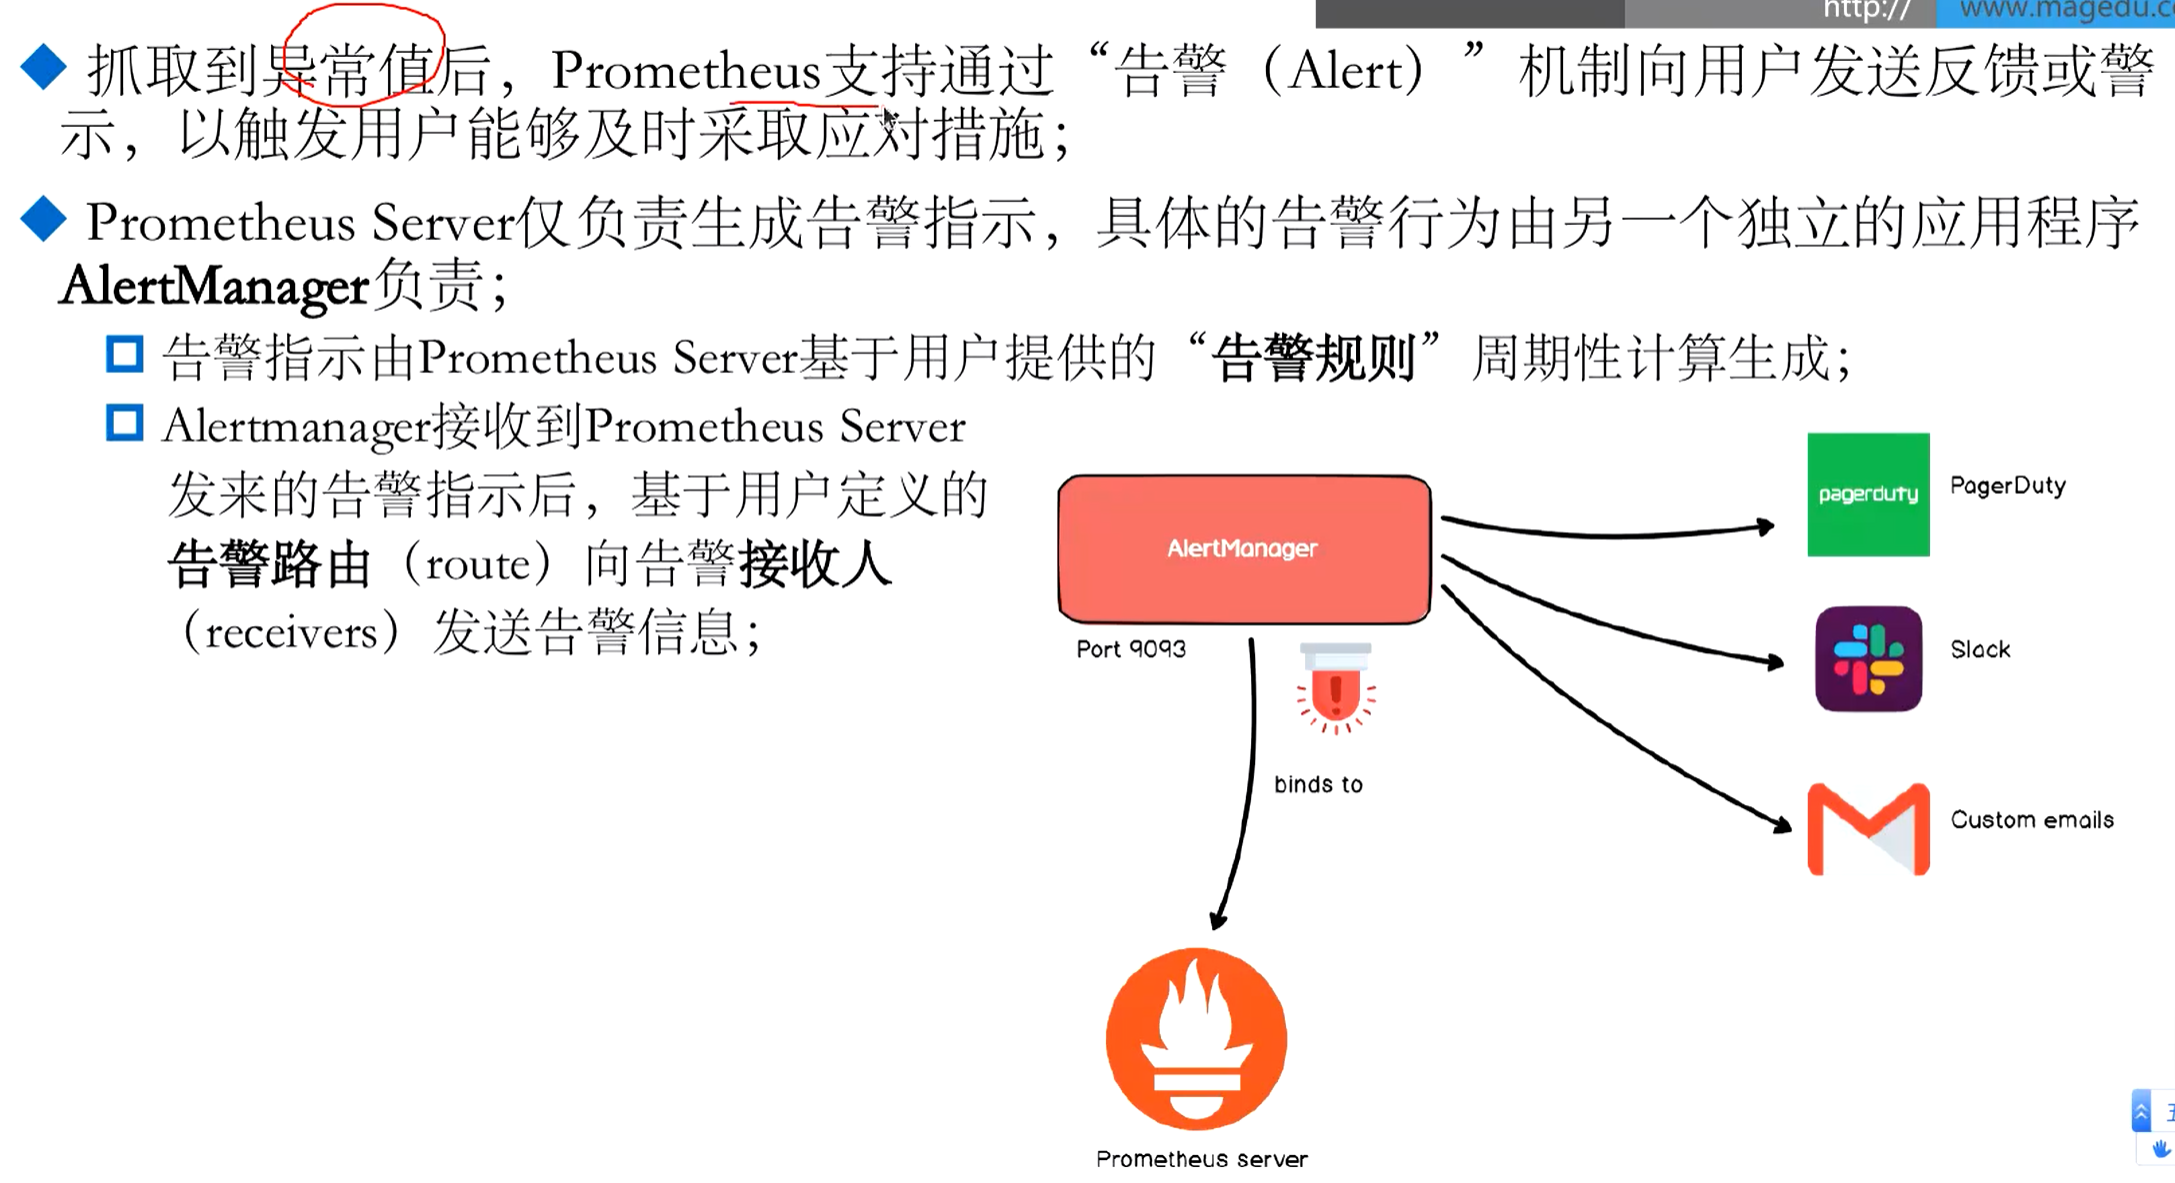 http://
www.magedu.c
抓取到异常值后，Prometheus支持通过“告警（Alert）”机制向用户发送反馈或警
示，以触发用户能够及时采取应对措施；
Prometheus Server仅负责生成告警指示，具体的告警行为由另一个独立的应用程序
AlertManager负责；
告警指示由Prometheus Server基于用户提供的“告警规则”周期性计算生成；
Alertmanager接收到Prometheus Server
发来的告警指示后，基于用户定义的
告警路由（route）向告警接收人
（receivers）发送告警信息；
AlertManager
Port 9093
binds to
pagerduty
PagerDuty
Slack
Custom emails
Prometheus server